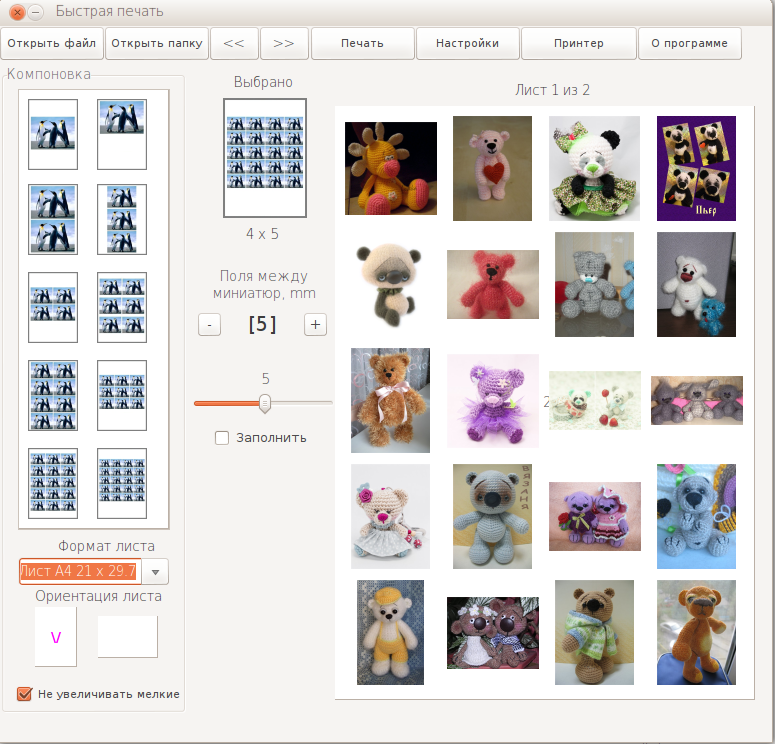 Быстрая печать
Открыть файл
Открыть папку
<<
>>
Печать
Настройки
Принтер
О программе
Компоновка
Выбрано
Лист 1 из 2
4 x 5
Поля между
миниатюр, mm
-
[5]
+
5
Заполнить
Формат листа
Лист А4 21 x 29.7
Ориентация листа
V
Не увеличивать мелкие